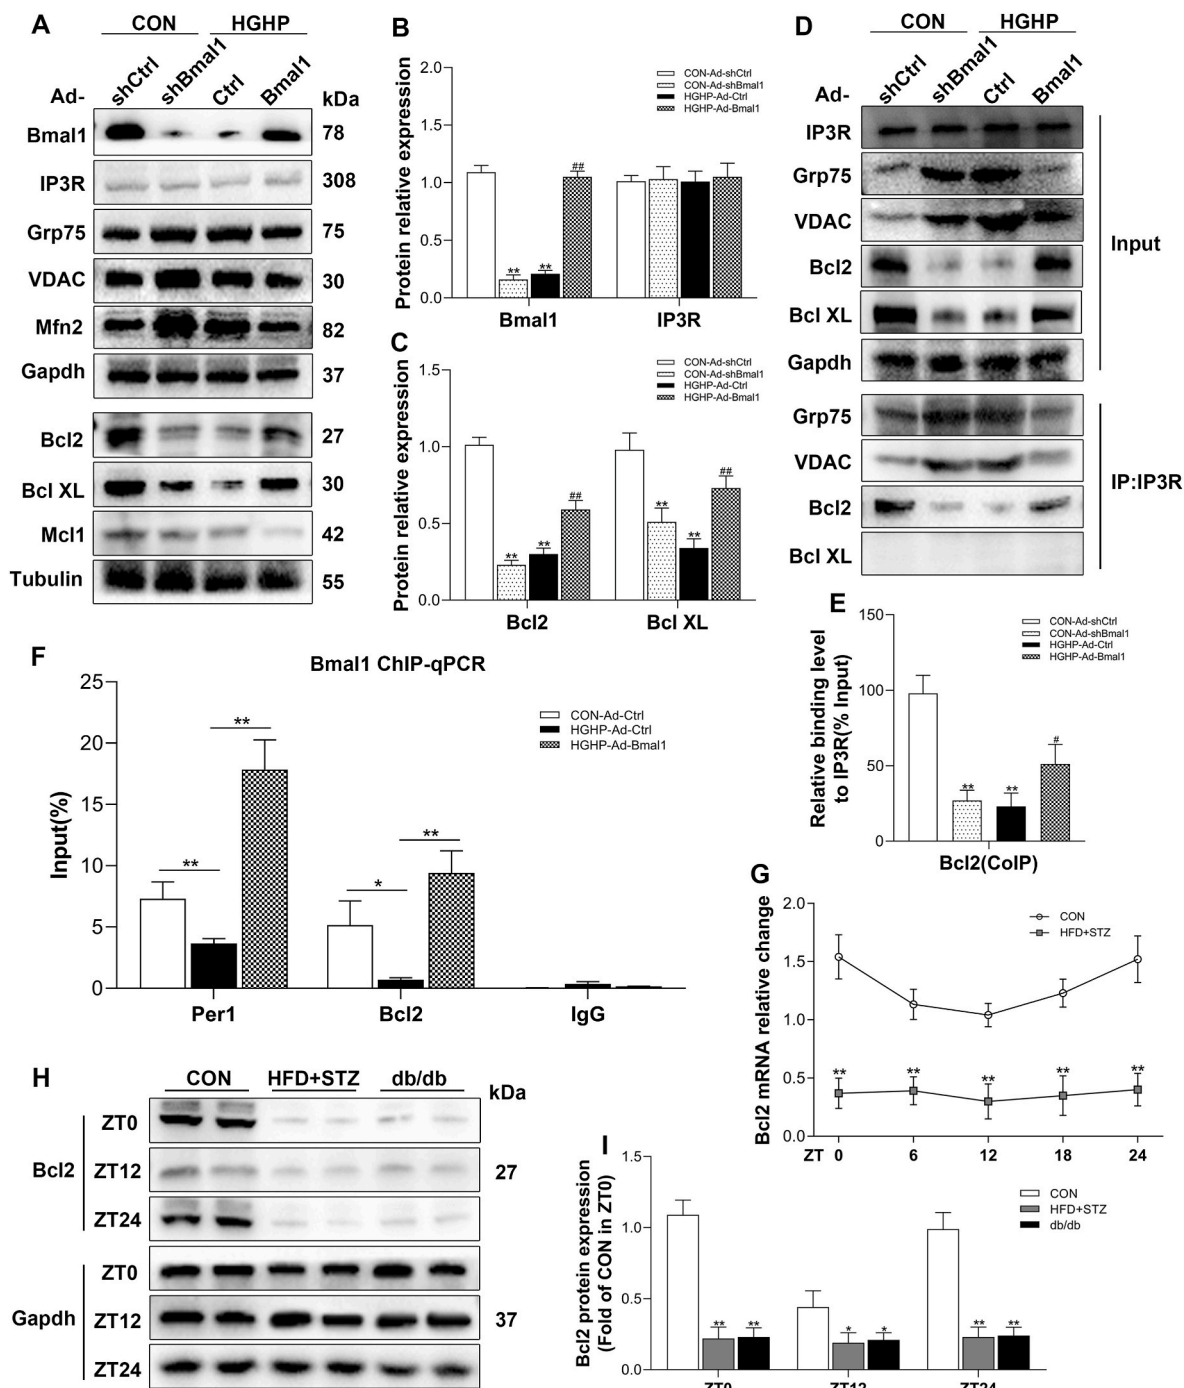 A
CON HGHP
Ad- shCtrl shBmal1 Ctrl Bmal1 kDa
Bmal1 78
IP3R 308
Grp75 75
VDAC 30
Mfn2 82
Gapdh 37
Bcl2 27
Bcl XL 30
Mcl1 42
Tubulin 55
B
Protein relative expression
2.0
1.5
1.0
0.5
0.0
CON-Ad-shCtrl
CON-Ad-shBmal1
HGHP-Ad-Ctrl
HGHP-Ad-Bmal1
** ** ##
Bmal1 IP3R
C
Protein relative expression
1.5
1.0
0.5
0.0
CON-Ad-shCtrl
CON-Ad-shBmal1
HGHP-Ad-Ctrl
HGHP-Ad-Bmal1
** ** ## ** ** ##
Bcl2 Bcl XL
D
CON HGHP
Ad- shCtrl shBmal1 Ctrl Bmal1
IP3R
Grp75
VDAC
Bcl2
Bcl XL
Gapdh
Input
Grp75
VDAC
Bcl2
Bcl XL
IP:IP3R
E
Relative binding level
to IP3R(% Input)
150
100
50
0
CON-Ad-shCtrl
CON-Ad-shBmal1
HGHP-Ad-Ctrl
HGHP-Ad-Bmal1
** ** #
Bcl2(CoIP)
F
Bmal1 ChIP-qPCR
Input(%)
25
20
15
10
5
0
CON-Ad-Ctrl
HGHP-Ad-Ctrl
HGHP-Ad-Bmal1
** ** * **
Per1 Bcl2 IgG
G
Bcl2 mRNA relative change
2.0
1.5
1.0
0.5
0.0
CON
HFD+STZ
** ** ** ** **
ZT 0 6 12 18 24
H
CON HFD+STZ db/db kDa
Bcl2
ZT0
ZT12 27
ZT24
Gapdh
ZT0
ZT12 37
ZT24
I
Bcl2 protein expression
(Fold of CON in ZT0)
1.5
1.0
0.5
0.0
CON
HFD+STZ
db/db
** ** * * ** **
ZT0 ZT12 ZT24